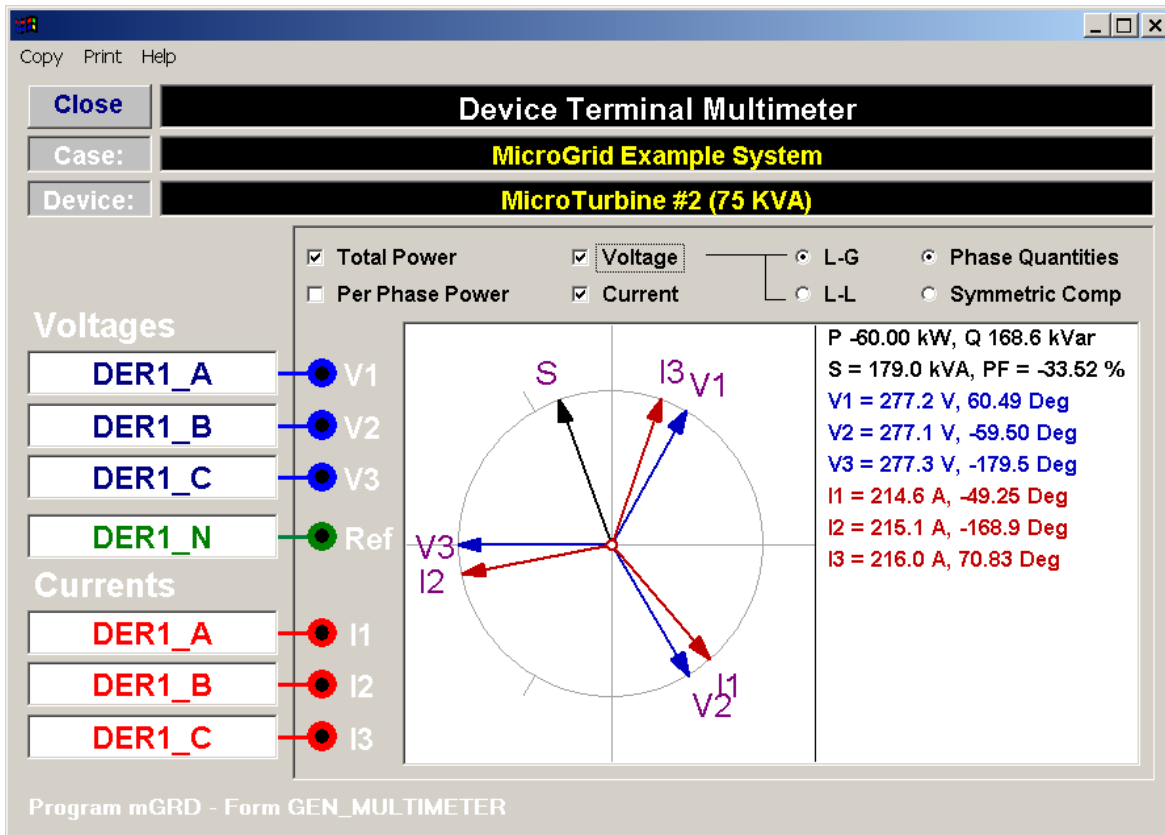 Copy Print Help
Close Device Terminal Multimeter
Case: MicroGrid Example System
Device: MicroTurbine #2 (75 KVA)
Total Power Voltage L-G Phase Quantities
Per Phase Power Current L-L Symmetric Comp
Voltages
DER1_A V1
DER1_B V2
DER1_C V3
DER1_N Ref
Currents
DER1_A I1
DER1_B I2
DER1_C I3
S I3 V1
V3
I2
I1
V2
P -60.00 kW, Q 168.6 kVar
S = 179.0 kVA, PF = -33.52 %
V1 = 277.2 V, 60.49 Deg
V2 = 277.1 V, -59.50 Deg
V3 = 277.3 V, -179.5 Deg
I1 = 214.6 A, -49.25 Deg
I2 = 215.1 A, -168.9 Deg
I3 = 216.0 A, 70.83 Deg
Program mGRD - Form GEN_MULTIMETER